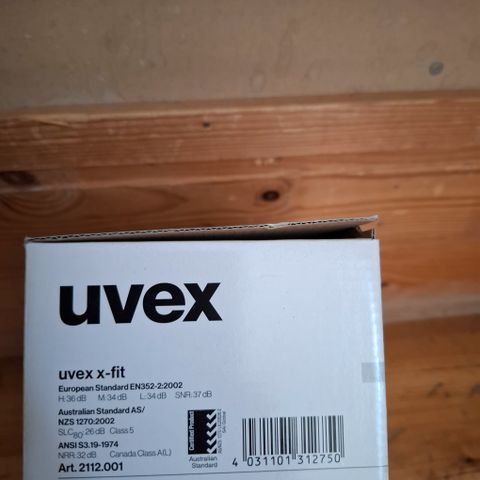 uvex
uvex x-fit
European Standard EN352-2:2002
H:36 dB M:34 dB L:34 dB SNR:37 dB
Australian Standard AS/
NZS 1270:2002
SLC80: 26 dB Class 5
ANSI S3.19-1974
NRR: 32 dB Canada Class A(L)
Art. 2112.001
Certified Product
Australian
Standard
4 031101 312750